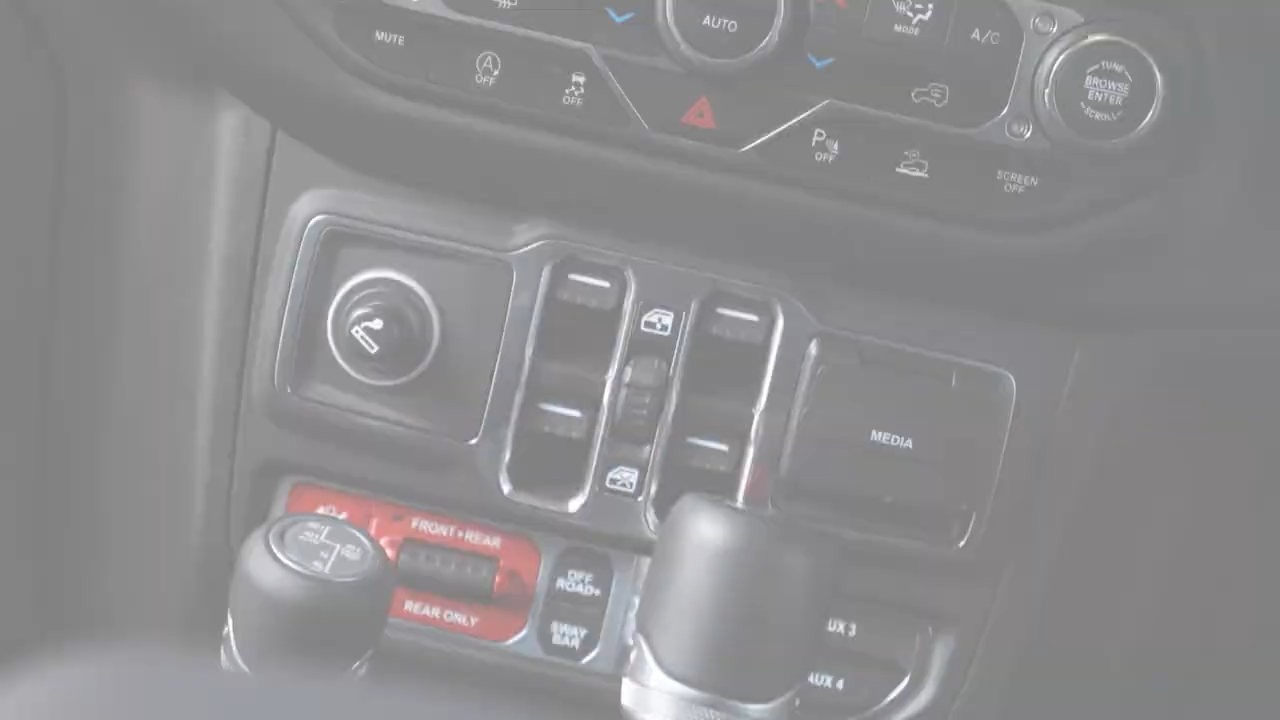 AUTO
MODE
A/C
MUTE
A
OFF
OFF
TUNE
BROWSE
ENTER
SCROLL
P
OFF
SCREEN
OFF
MEDIA
FRONT+REAR
REAR ONLY
OFF
ROAD+
SWAY
BAR
UX 3
AUX 4